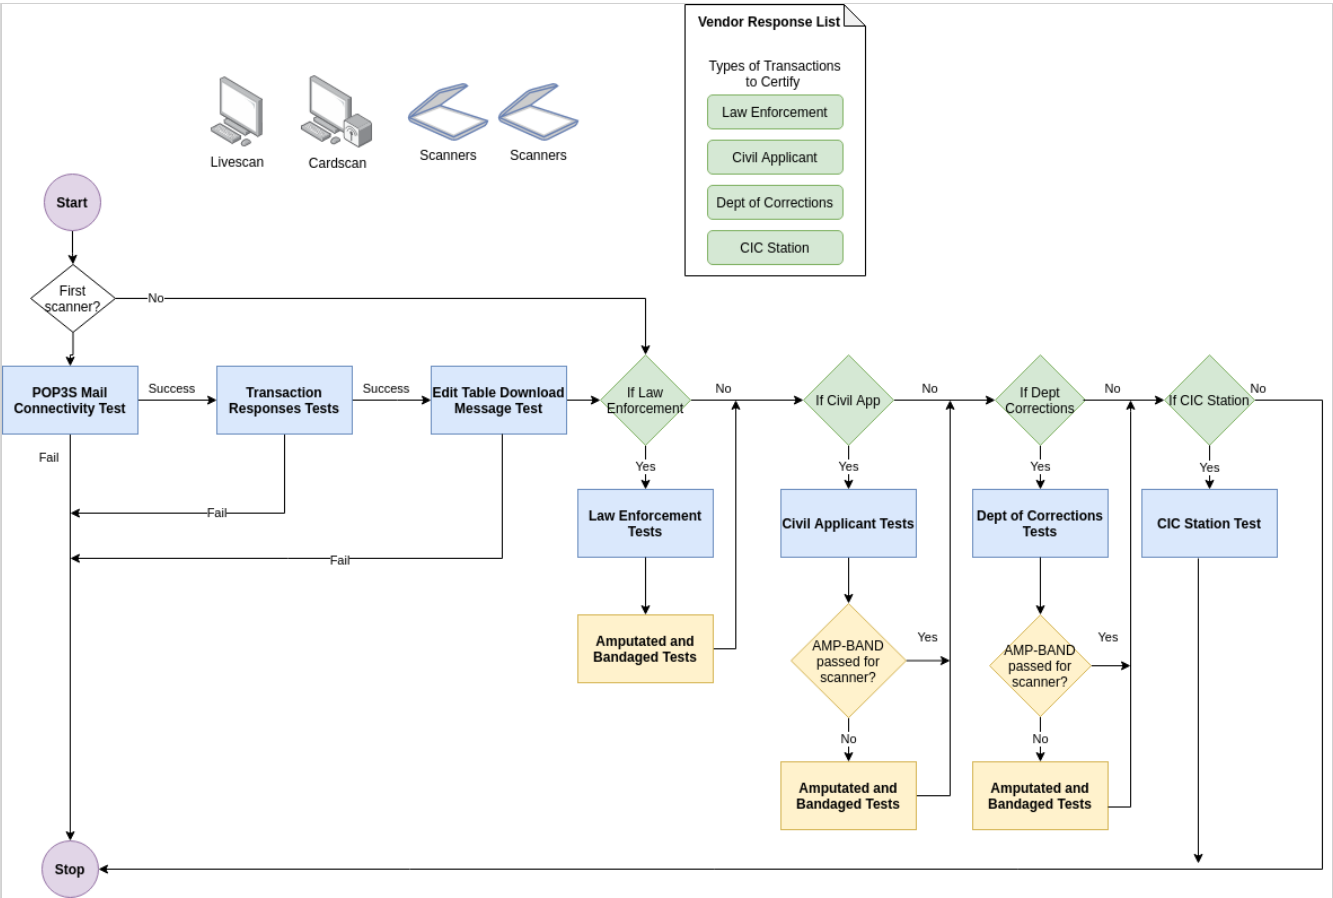 Vendor Response List
Types of Transactions
to Certify
Law Enforcement
Civil Applicant
Dept of Corrections
CIC Station
Livescan
Cardscan
Scanners
Scanners
Start
First
scanner?
No
POP3S Mail
Connectivity Test
Success
Transaction
Responses Tests
Success
Edit Table Download
Message Test
If Law
Enforcement
No
If Civil App
No
If Dept
Corrections
No
If CIC Station
No
Fail
Fail
Fail
Yes
Yes
Yes
Yes
Law Enforcement
Tests
Civil Applicant Tests
Dept of Corrections
Tests
CIC Station Test
Amputated and
Bandaged Tests
AMP-BAND
passed for
scanner?
Yes
AMP-BAND
passed for
scanner?
Yes
No
No
Amputated and
Bandaged Tests
Amputated and
Bandaged Tests
Stop